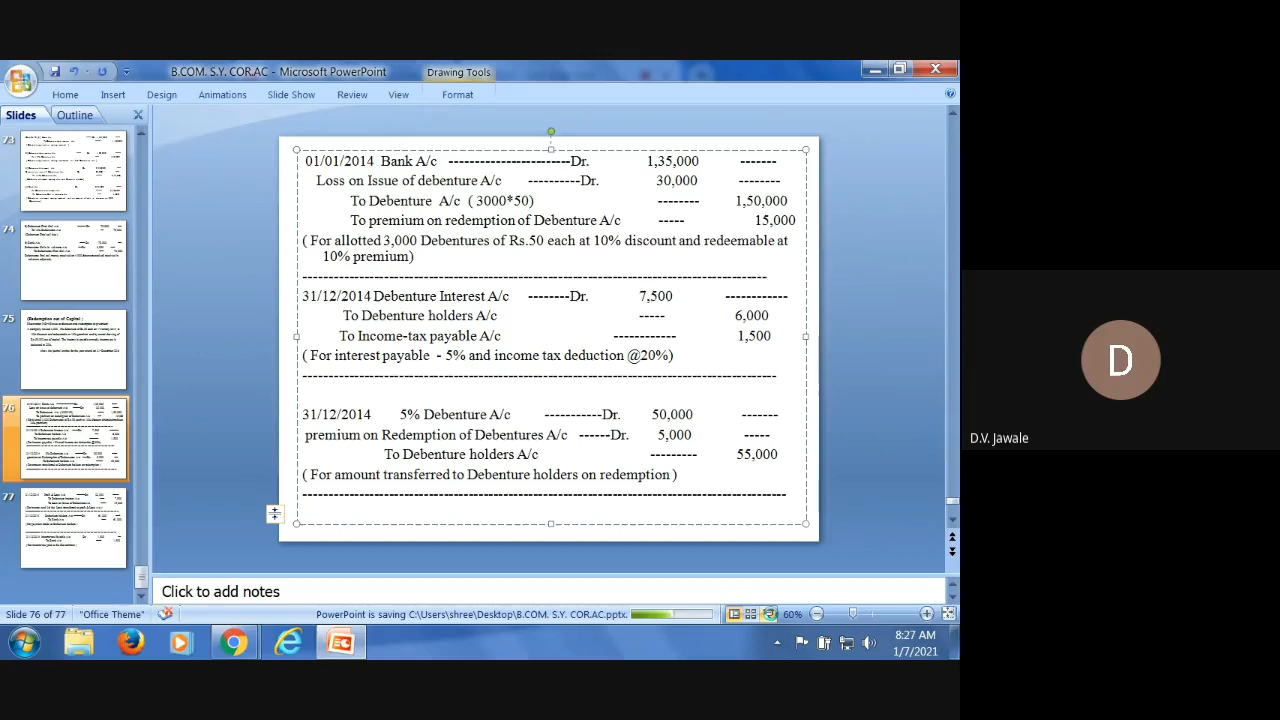 B.COM. S.Y. COR.AC - Microsoft PowerPoint
Drawing Tools
Home Insert Design Animations Slide Show Review View Format
Slides Outline
73
74
75
76
77
01/01/2014 Bank A/c ----------------------Dr. 1,35,000 -------
Loss on Issue of debenture A/c ----------Dr. 30,000 --------
To Debenture A/c ( 3000*50) -------- 1,50,000
To premium on redemption of Debenture A/c ----- 15,000
( For allotted 3,000 Debentures of Rs.50 each at 10% discount and redeemable at
10% premium)
------------------------------------------------------------------------------------------
31/12/2014 Debenture Interest A/c --------Dr. 7,500 ------------
To Debenture holders A/c ----- 6,000
To Income-tax payable A/c ------------ 1,500
( For interest payable - 5% and income tax deduction @20%)
--------------------------------------------------------------------------------------------
31/12/2014 5% Debenture A/c -----------Dr. 50,000 -------
premium on Redemption of Debentures A/c ------Dr. 5,000 -----
To Debenture holders A/c --------- 55,000
( For amount transferred to Debenture holders on redemption )
----------------------------------------------------------------------------------------------
Click to add notes
Slide 76 of 77 "Office Theme" PowerPoint is saving C:\Users\shree\Desktop\B.COM. S.Y. COR.AC.pptx. 60%
8:27 AM
1/7/2021
D
D.V. Jawale